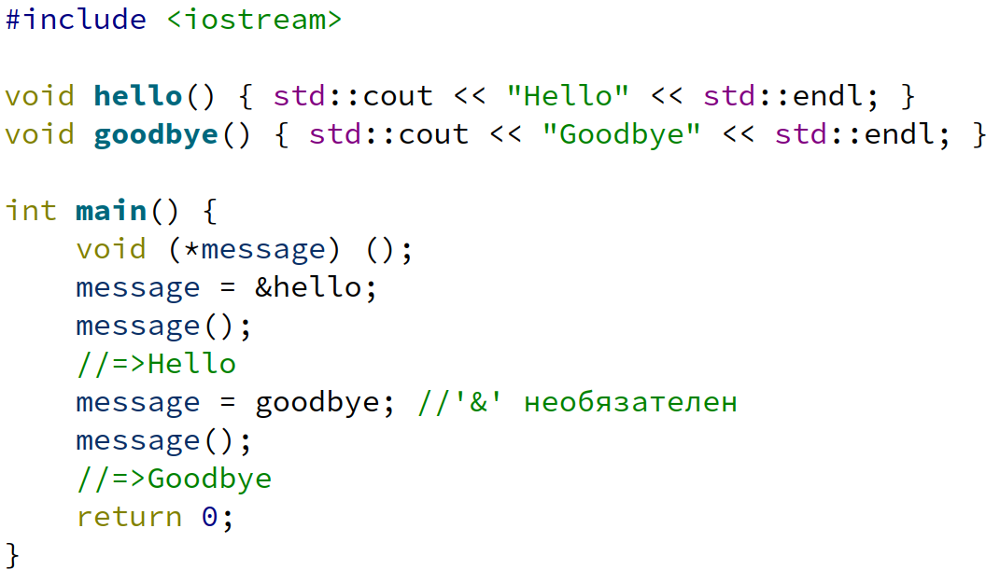 #include <iostream>
void hello() { std::cout << "Hello" << std::endl; }
void goodbye() { std::cout << "Goodbye" << std::endl; }
int main() {
    void (*message) ();
    message = &hello;
    message();
    //=>Hello
    message = goodbye; //'&' необязателен
    message();
    //=>Goodbye
    return 0;
}